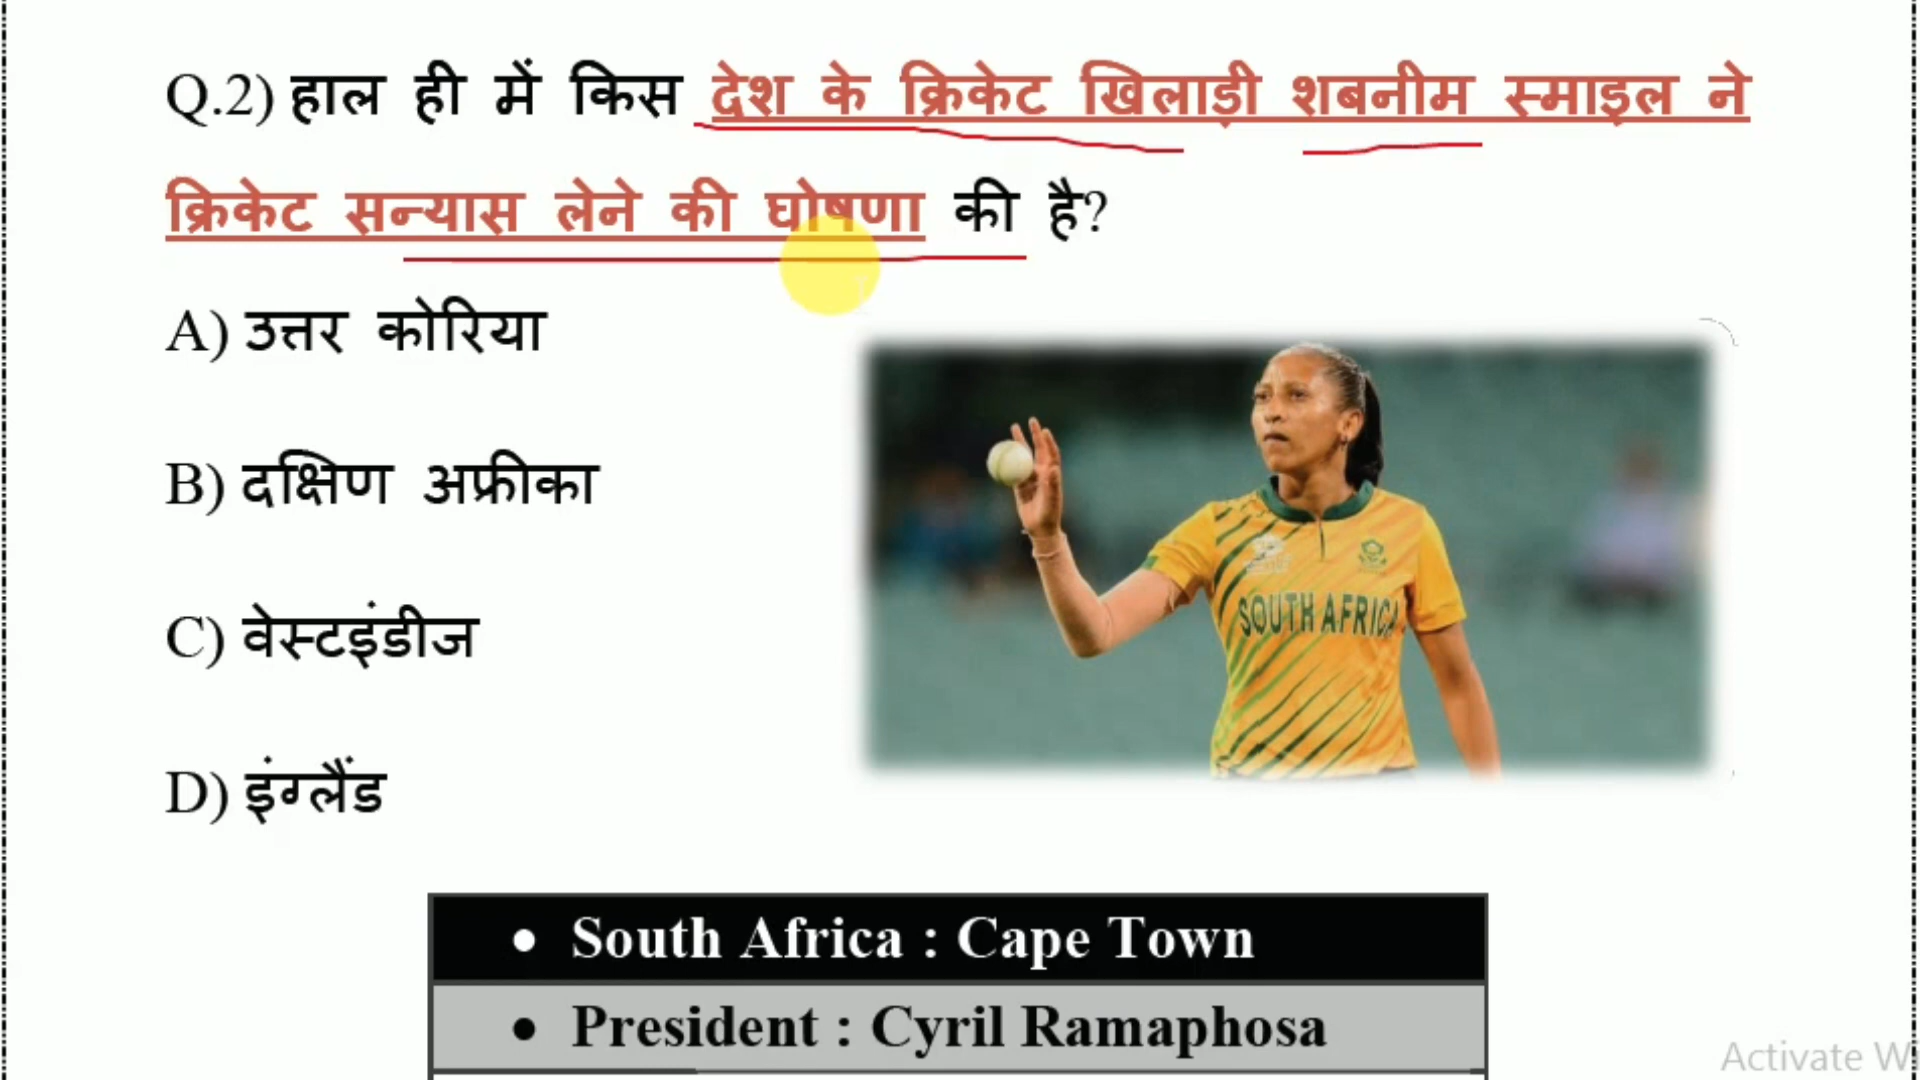 Q.2) हाल ही में किस देश के क्रिकेट खिलाड़ी शबनीम स्माइल ने
क्रिकेट सन्यास लेने की घोषणा की है?
A) उत्तर कोरिया
B) दक्षिण अफ्रीका
C) वेस्टइंडीज
D) इंग्लैंड
SOUTH AFRICA
• South Africa : Cape Town
• President : Cyril Ramaphosa
Activate W